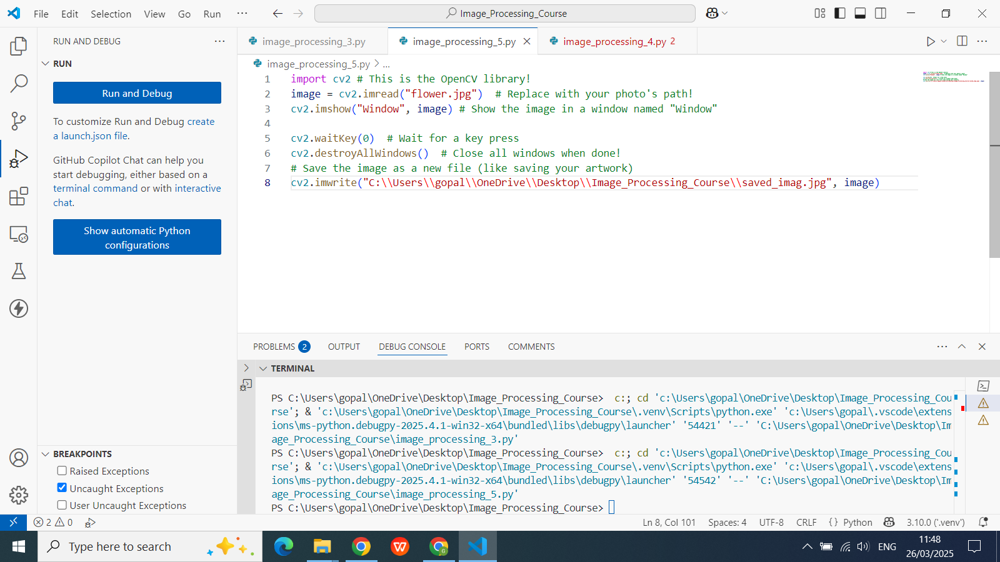 File Edit Selection View Go Run ··· Image_Processing_Course
RUN AND DEBUG ···
RUN
Run and Debug
To customize Run and Debug create
a launch.json file.
GitHub Copilot Chat can help you
start debugging, either based on a
terminal command or with interactive
chat.
Show automatic Python
configurations
BREAKPOINTS
Raised Exceptions
Uncaught Exceptions
User Uncaught Exceptions
image_processing_3.py image_processing_5.py image_processing_4.py 2
image_processing_5.py > ...
1 import cv2 # This is the OpenCV library!
2 image = cv2.imread("flower.jpg")  # Replace with your photo's path!
3 cv2.imshow("Window", image) # Show the image in a window named "Window"
4
5 cv2.waitKey(0)  # Wait for a key press
6 cv2.destroyAllWindows()  # Close all windows when done!
7 # Save the image as a new file (like saving your artwork)
8 cv2.imwrite("C:\\Users\\gopal\\OneDrive\\Desktop\\Image_Processing_Course\\saved_imag.jpg", image)
PROBLEMS 2 OUTPUT DEBUG CONSOLE PORTS COMMENTS
TERMINAL
PS C:\Users\gopal\OneDrive\Desktop\Image_Processing_Course>  c:; cd 'c:\Users\gopal\OneDrive\Desktop\Image_Processing_Cou
rse'; & 'c:\Users\gopal\OneDrive\Desktop\Image_Processing_Course\.venv\Scripts\python.exe' 'c:\Users\gopal\.vscode\extens
ions\ms-python.debugpy-2025.4.1-win32-x64\bundled\libs\debugpy\launcher' '54421' '--' 'C:\Users\gopal\OneDrive\Desktop\Im
age_Processing_Course\image_processing_3.py'
PS C:\Users\gopal\OneDrive\Desktop\Image_Processing_Course>  c:; cd 'c:\Users\gopal\OneDrive\Desktop\Image_Processing_Cou
rse'; & 'c:\Users\gopal\OneDrive\Desktop\Image_Processing_Course\.venv\Scripts\python.exe' 'c:\Users\gopal\.vscode\extens
ions\ms-python.debugpy-2025.4.1-win32-x64\bundled\libs\debugpy\launcher' '54542' '--' 'C:\Users\gopal\OneDrive\Desktop\Im
age_Processing_Course\image_processing_5.py'
PS C:\Users\gopal\OneDrive\Desktop\Image_Processing_Course>
2 0 Ln 8, Col 101 Spaces: 4 UTF-8 CRLF {} Python 3.10.0 ('.venv')
Type here to search ENG 11:48
26/03/2025